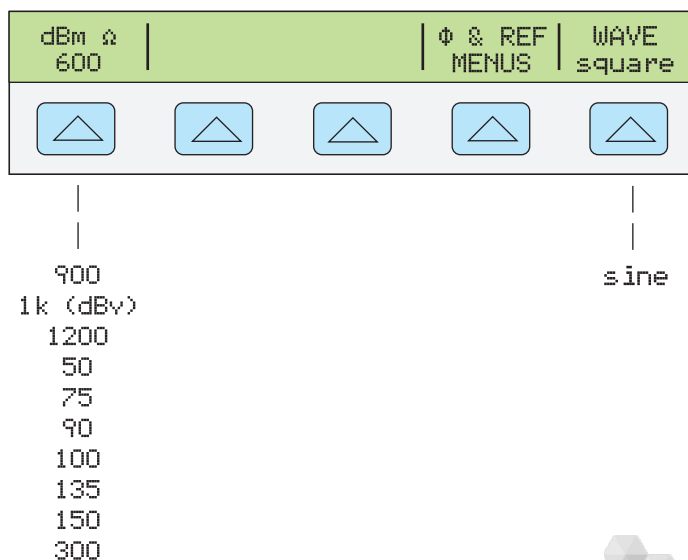 dBm Ω
600
Φ & REF
MENUS
WAVE
square
900
1k (dBv)
1200
50
75
90
100
135
150
300
sine